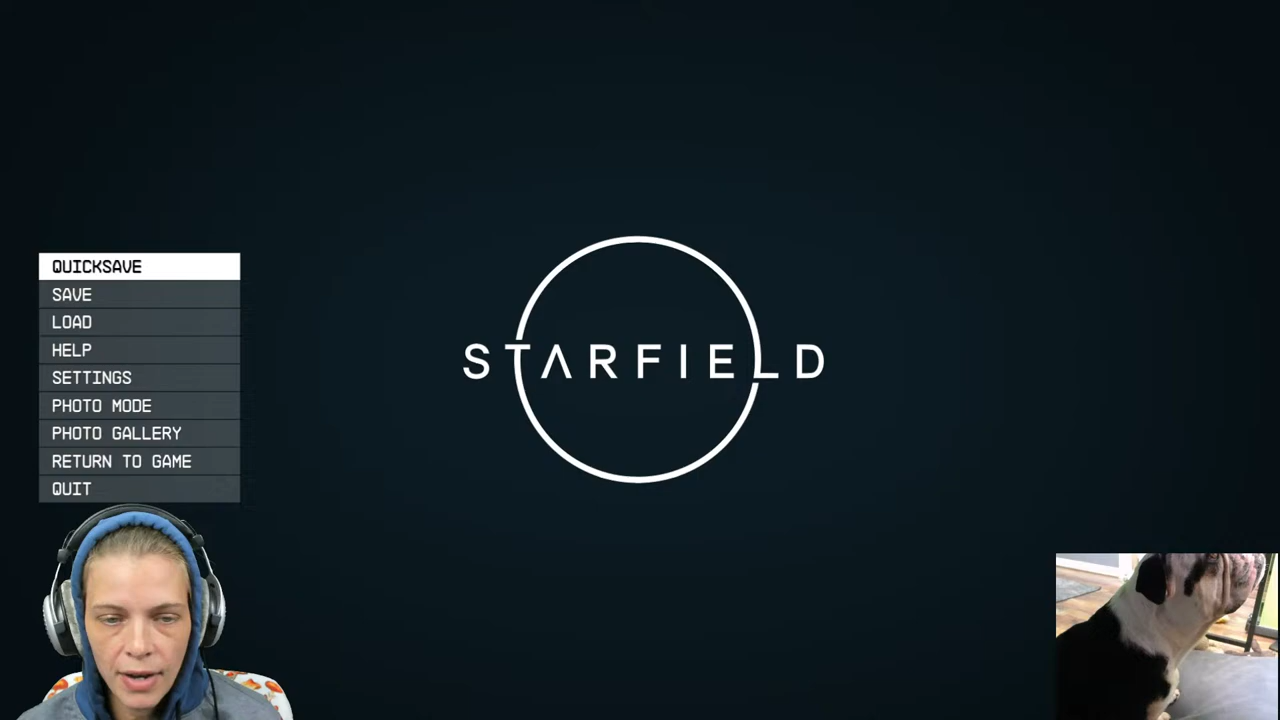 QUICKSAVE
SAVE
LOAD
HELP
SETTINGS
PHOTO MODE
PHOTO GALLERY
RETURN TO GAME
QUIT
STARFIELD